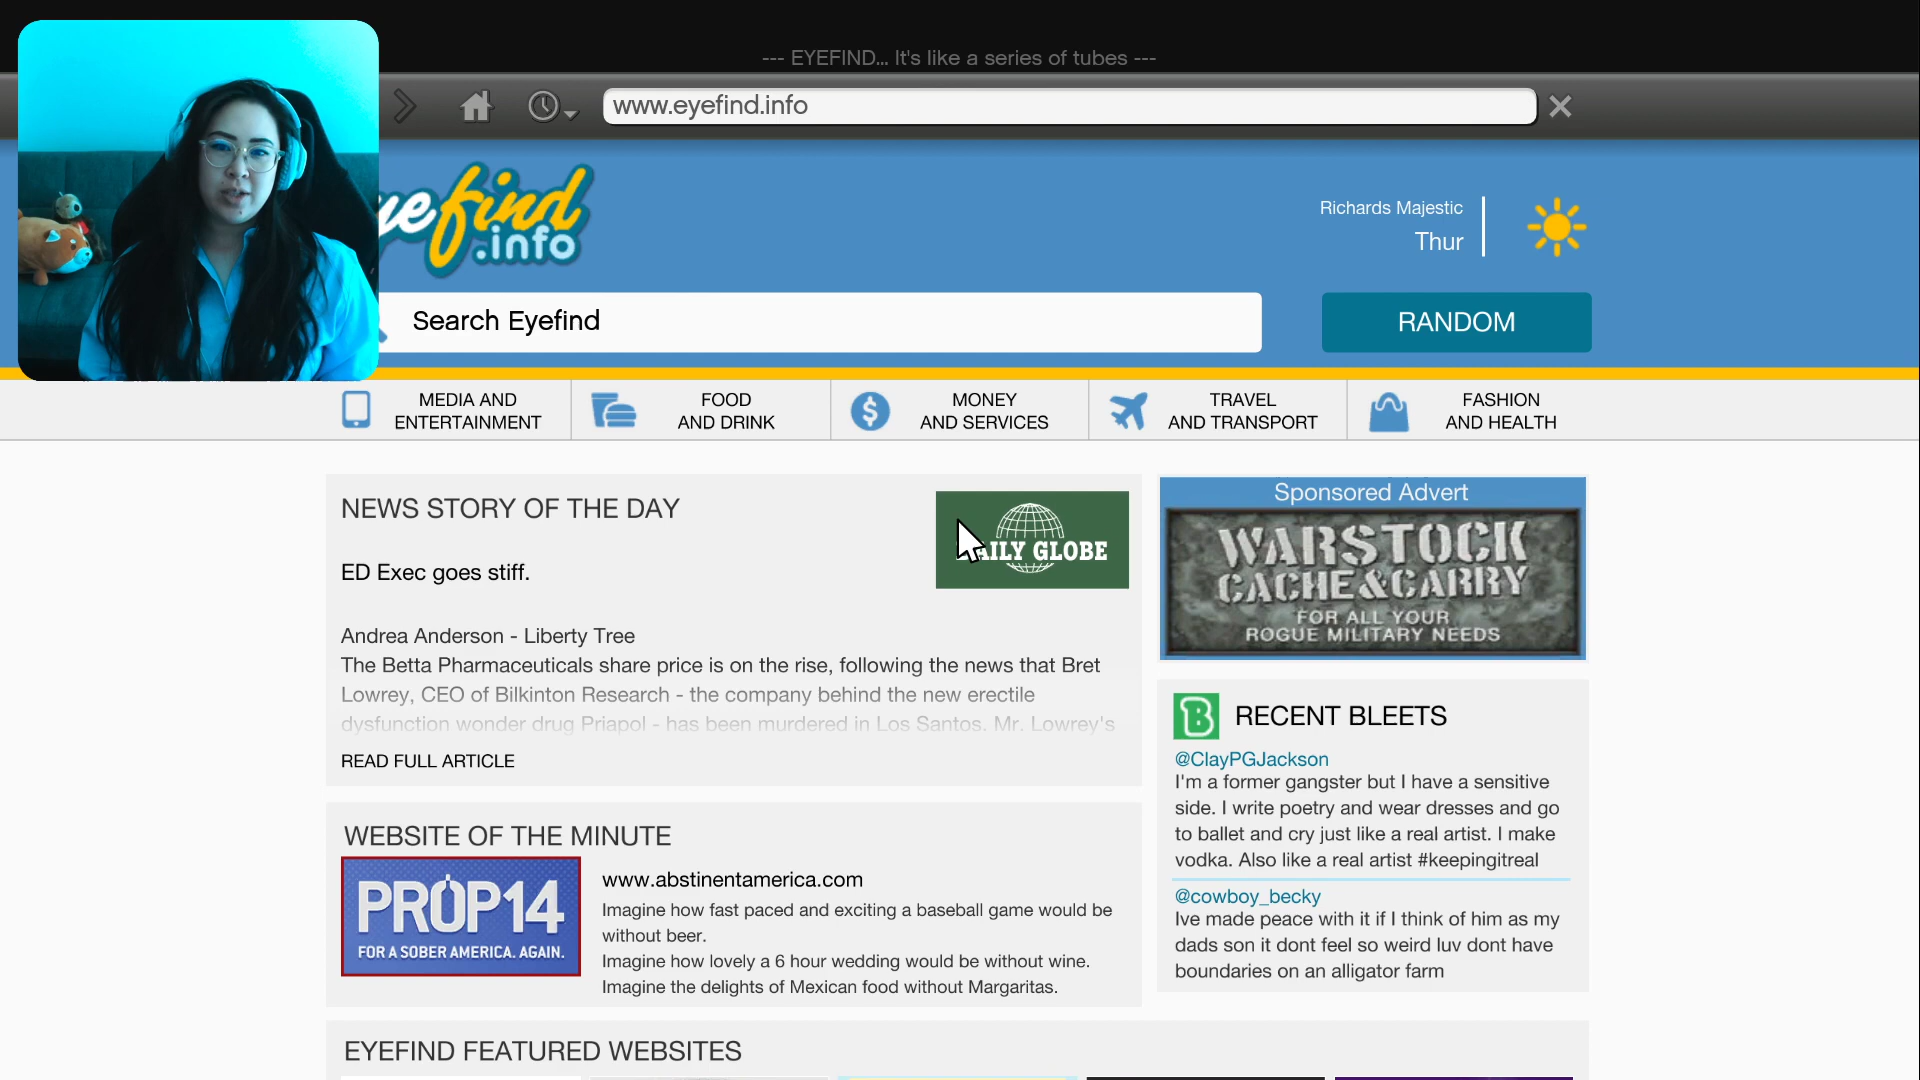 --- EYEFIND... It's like a series of tubes ---
www.eyefind.info
yefind
.info
Richards Majestic
Thur
Search Eyefind
RANDOM
MEDIA AND
ENTERTAINMENT
FOOD
AND DRINK
MONEY
AND SERVICES
TRAVEL
AND TRANSPORT
FASHION
AND HEALTH
NEWS STORY OF THE DAY
AILY GLOBE
ED Exec goes stiff.
Andrea Anderson - Liberty Tree
The Betta Pharmaceuticals share price is on the rise, following the news that Bret
Lowrey, CEO of Bilkinton Research - the company behind the new erectile
dysfunction wonder drug Priapol - has been murdered in Los Santos. Mr. Lowrey's
READ FULL ARTICLE
Sponsored Advert
WARSTOCK
CACHE&CARRY
FOR ALL YOUR
ROGUE MILITARY NEEDS
B RECENT BLEETS
@ClayPGJackson
I'm a former gangster but I have a sensitive
side. I write poetry and wear dresses and go
to ballet and cry just like a real artist. I make
vodka. Also like a real artist #keepingitreal
@cowboy_becky
Ive made peace with it if I think of him as my
dads son it dont feel so weird luv dont have
boundaries on an alligator farm
WEBSITE OF THE MINUTE
PROP14
FOR A SOBER AMERICA. AGAIN.
www.abstinentamerica.com
Imagine how fast paced and exciting a baseball game would be
without beer.
Imagine how lovely a 6 hour wedding would be without wine.
Imagine the delights of Mexican food without Margaritas.
EYEFIND FEATURED WEBSITES